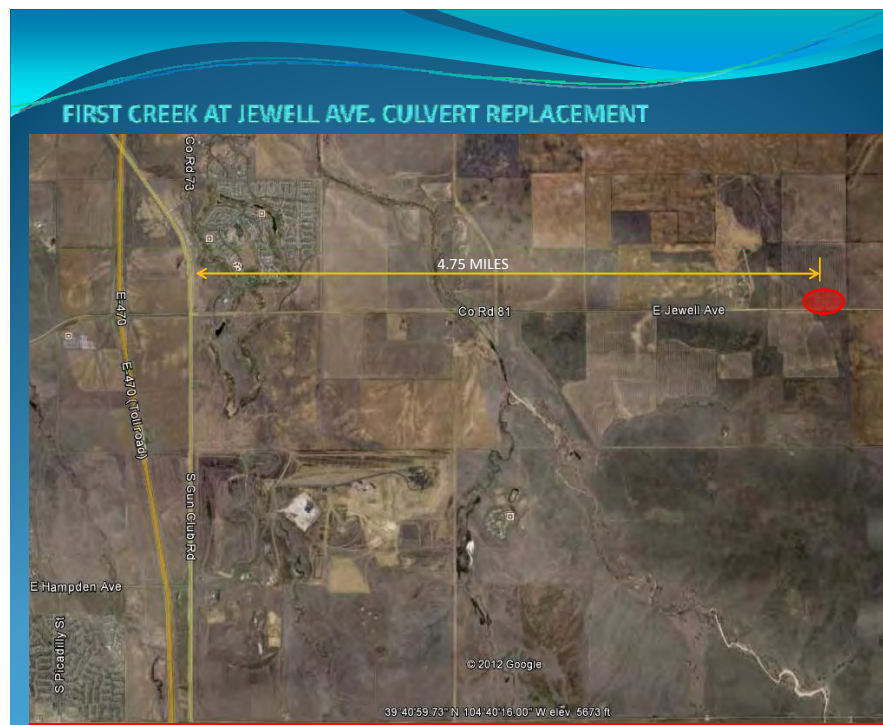 FIRST CREEK AT JEWELL AVE. CULVERT REPLACEMENT
Co Rd 73
4.75 MILES
E-470
Co Rd 81
E Jewell Ave
E-470 (Tollroad)
S Gun Club Rd
E Hampden Ave
S Picadilly St
© 2012 Google
39°40'59.73" N 104°40'16.00" W elev 5673 ft